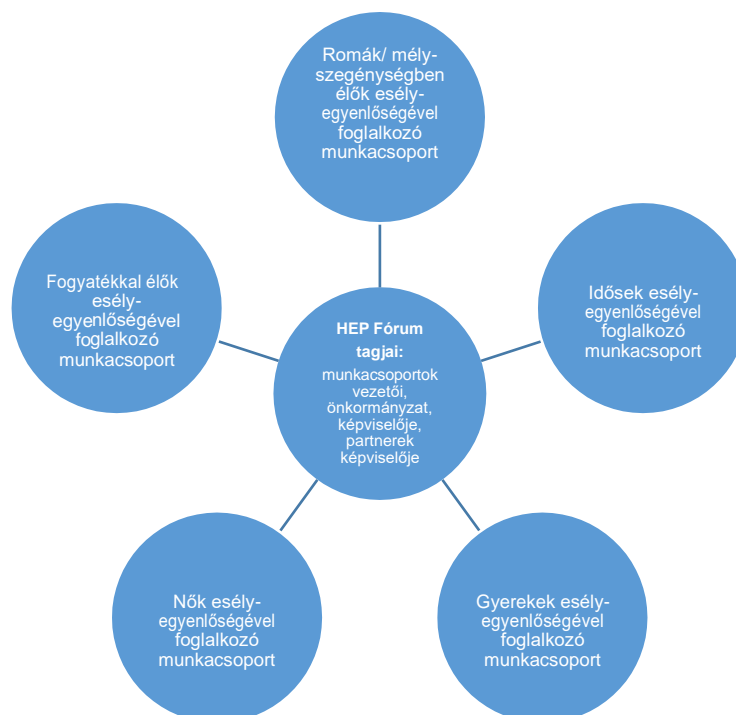 Romák/ mély-
szegénységben
élők esély-
egyenlőségével
foglalkozó
munkacsoport
Fogyatékkal élők
esély-
egyenlőségével
foglalkozó
munkacsoport
Idősek esély-
egyenlőségével
foglalkozó
munkacsoport
HEP Fórum
tagjai:
munkacsoportok
vezetői,
önkormányzat,
képviselője,
partnerek
képviselője
Nők esély-
egyenlőségével
foglalkozó
munkacsoport
Gyerekek esély-
egyenlőségével
foglalkozó
munkacsoport